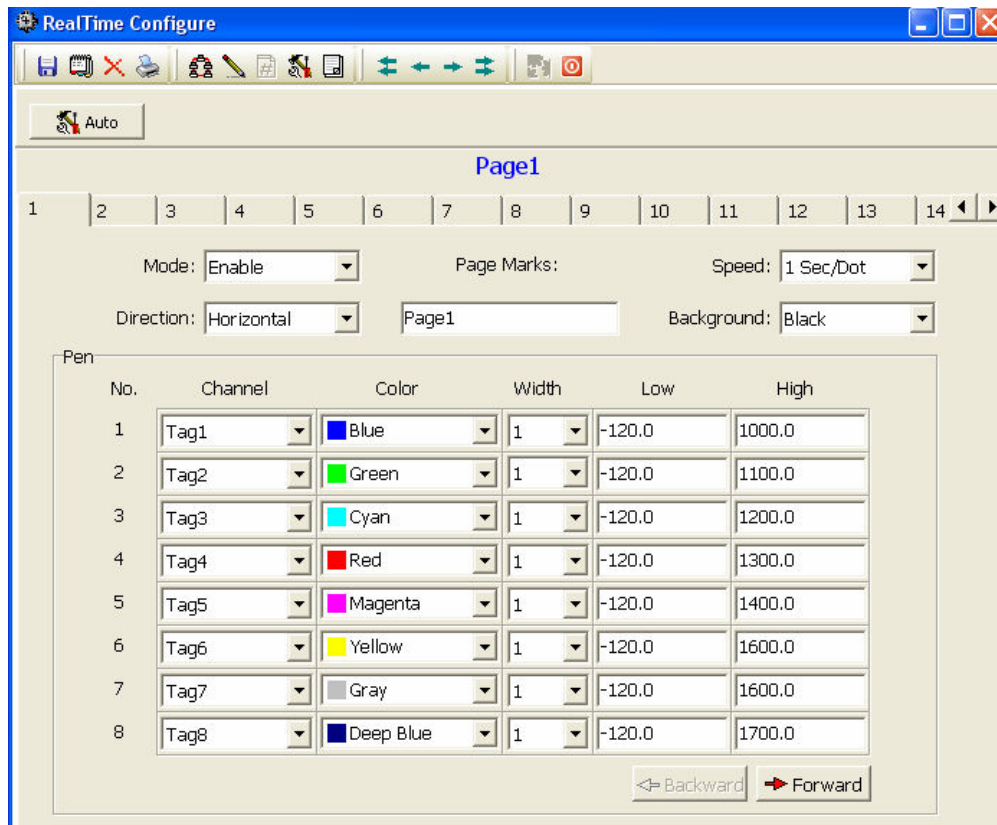 RealTime Configure
Auto
Page1
1 2 3 4 5 6 7 8 9 10 11 12 13 14
Mode: Enable Page Marks: Speed: 1 Sec/Dot
Direction: Horizontal Page1 Background: Black
Pen
No. Channel Color Width Low High
1 Tag1 Blue 1 -120.0 1000.0
2 Tag2 Green 1 -120.0 1100.0
3 Tag3 Cyan 1 -120.0 1200.0
4 Tag4 Red 1 -120.0 1300.0
5 Tag5 Magenta 1 -120.0 1400.0
6 Tag6 Yellow 1 -120.0 1600.0
7 Tag7 Gray 1 -120.0 1600.0
8 Tag8 Deep Blue 1 -120.0 1700.0
Backward Forward